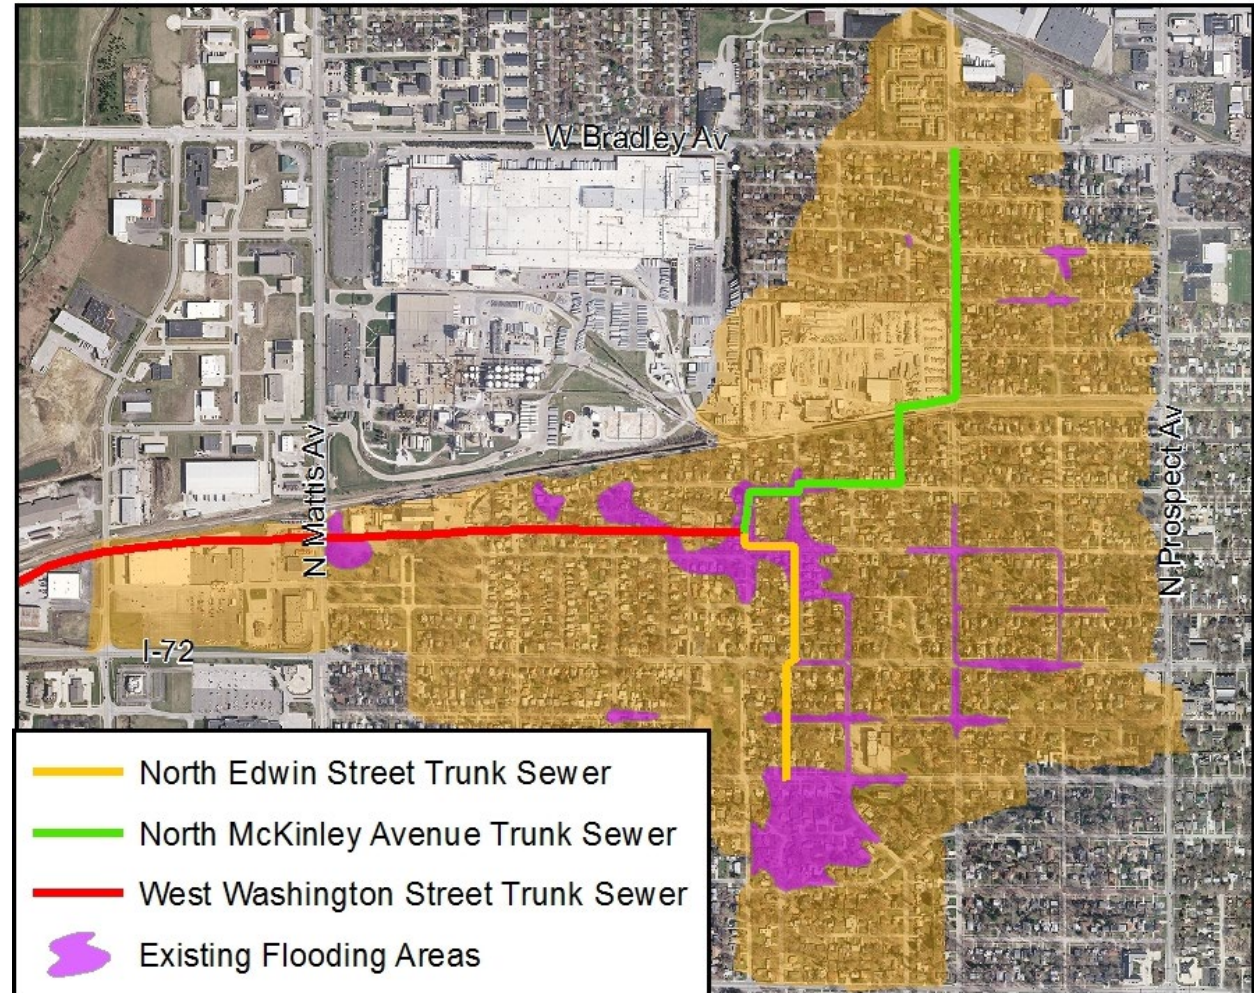 W Bradley Av
N Mattis Av
N Prospect Av
I-72
North Edwin Street Trunk Sewer
North McKinley Avenue Trunk Sewer
West Washington Street Trunk Sewer
Existing Flooding Areas